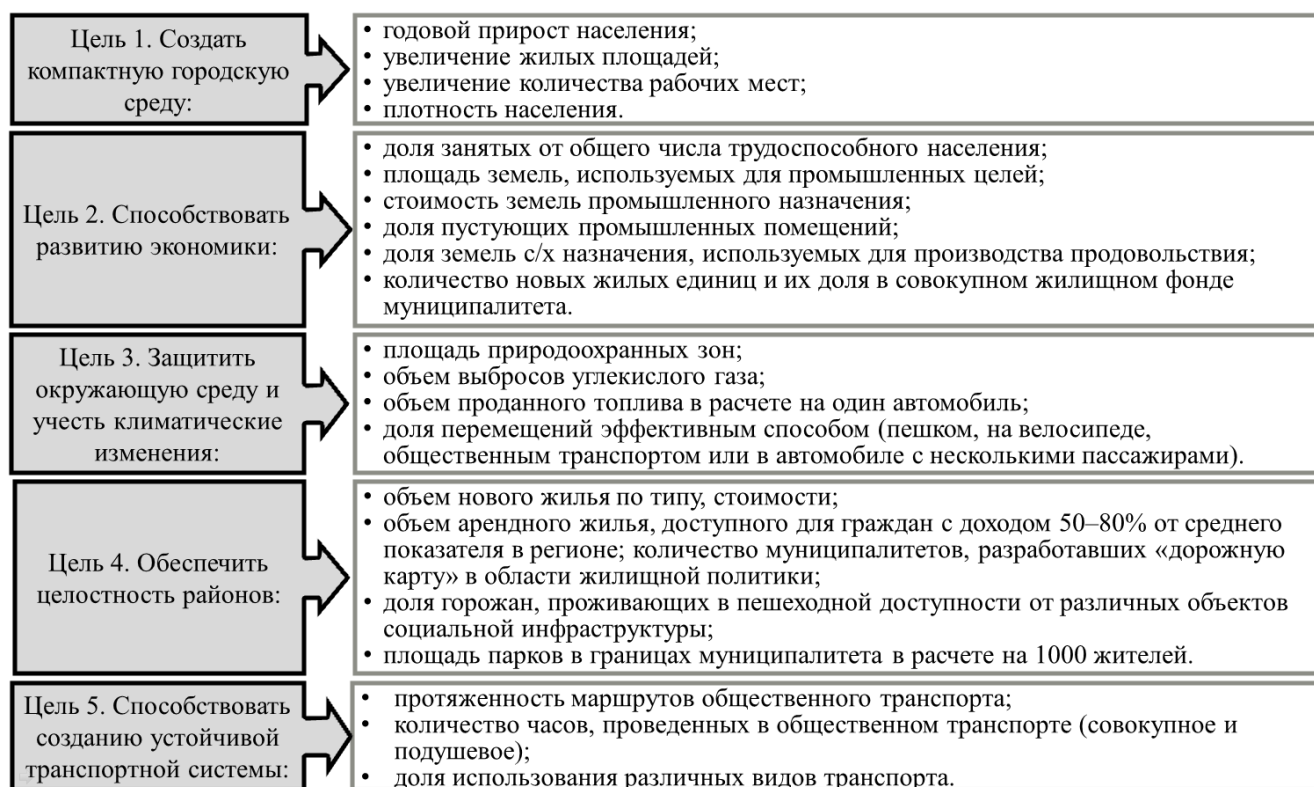 Цель 1. Создать
компактную городскую
среду:
• годовой прирост населения;
• увеличение жилых площадей;
• увеличение количества рабочих мест;
• плотность населения.
Цель 2. Способствовать
развитию экономики:
• доля занятых от общего числа трудоспособного населения;
• площадь земель, используемых для промышленных целей;
• стоимость земель промышленного назначения;
• доля пустующих промышленных помещений;
• доля земель с/х назначения, используемых для производства продовольствия;
• количество новых жилых единиц и их доля в совокупном жилищном фонде
муниципалитета.
Цель 3. Защитить
окружающую среду и
учесть климатические
изменения:
• площадь природоохранных зон;
• объем выбросов углекислого газа;
• объем проданного топлива в расчете на один автомобиль;
• доля перемещений эффективным способом (пешком, на велосипеде,
общественным транспортом или в автомобиле с несколькими пассажирами).
Цель 4. Обеспечить
целостность районов:
• объем нового жилья по типу, стоимости;
• объем арендного жилья, доступного для граждан с доходом 50–80% от среднего
показателя в регионе; количество муниципалитетов, разработавших «дорожную
карту» в области жилищной политики;
• доля горожан, проживающих в пешеходной доступности от различных объектов
социальной инфраструктуры;
• площадь парков в границах муниципалитета в расчете на 1000 жителей.
Цель 5. Способствовать
созданию устойчивой
транспортной системы:
• протяженность маршрутов общественного транспорта;
• количество часов, проведенных в общественном транспорте (совокупное и
подушевое);
• доля использования различных видов транспорта.